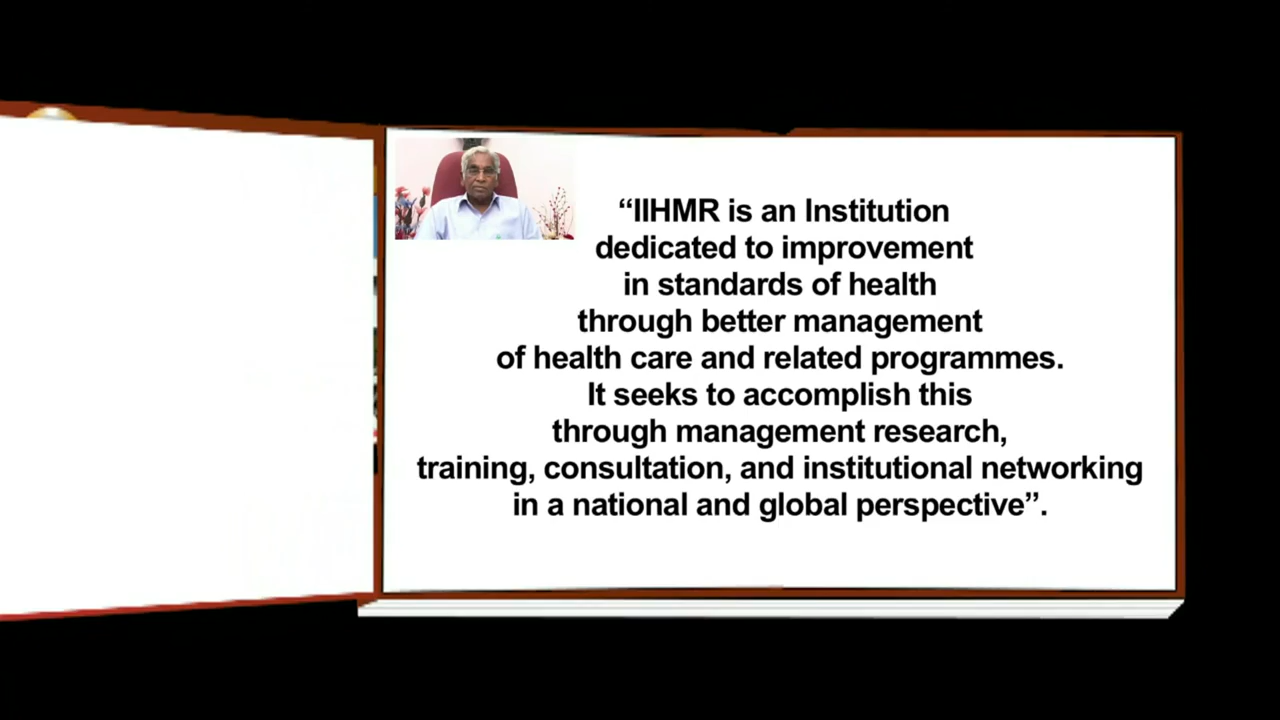 “IIHMR is an Institution
dedicated to improvement
in standards of health
through better management
of health care and related programmes.
It seeks to accomplish this
through management research,
training, consultation, and institutional networking
in a national and global perspective”.